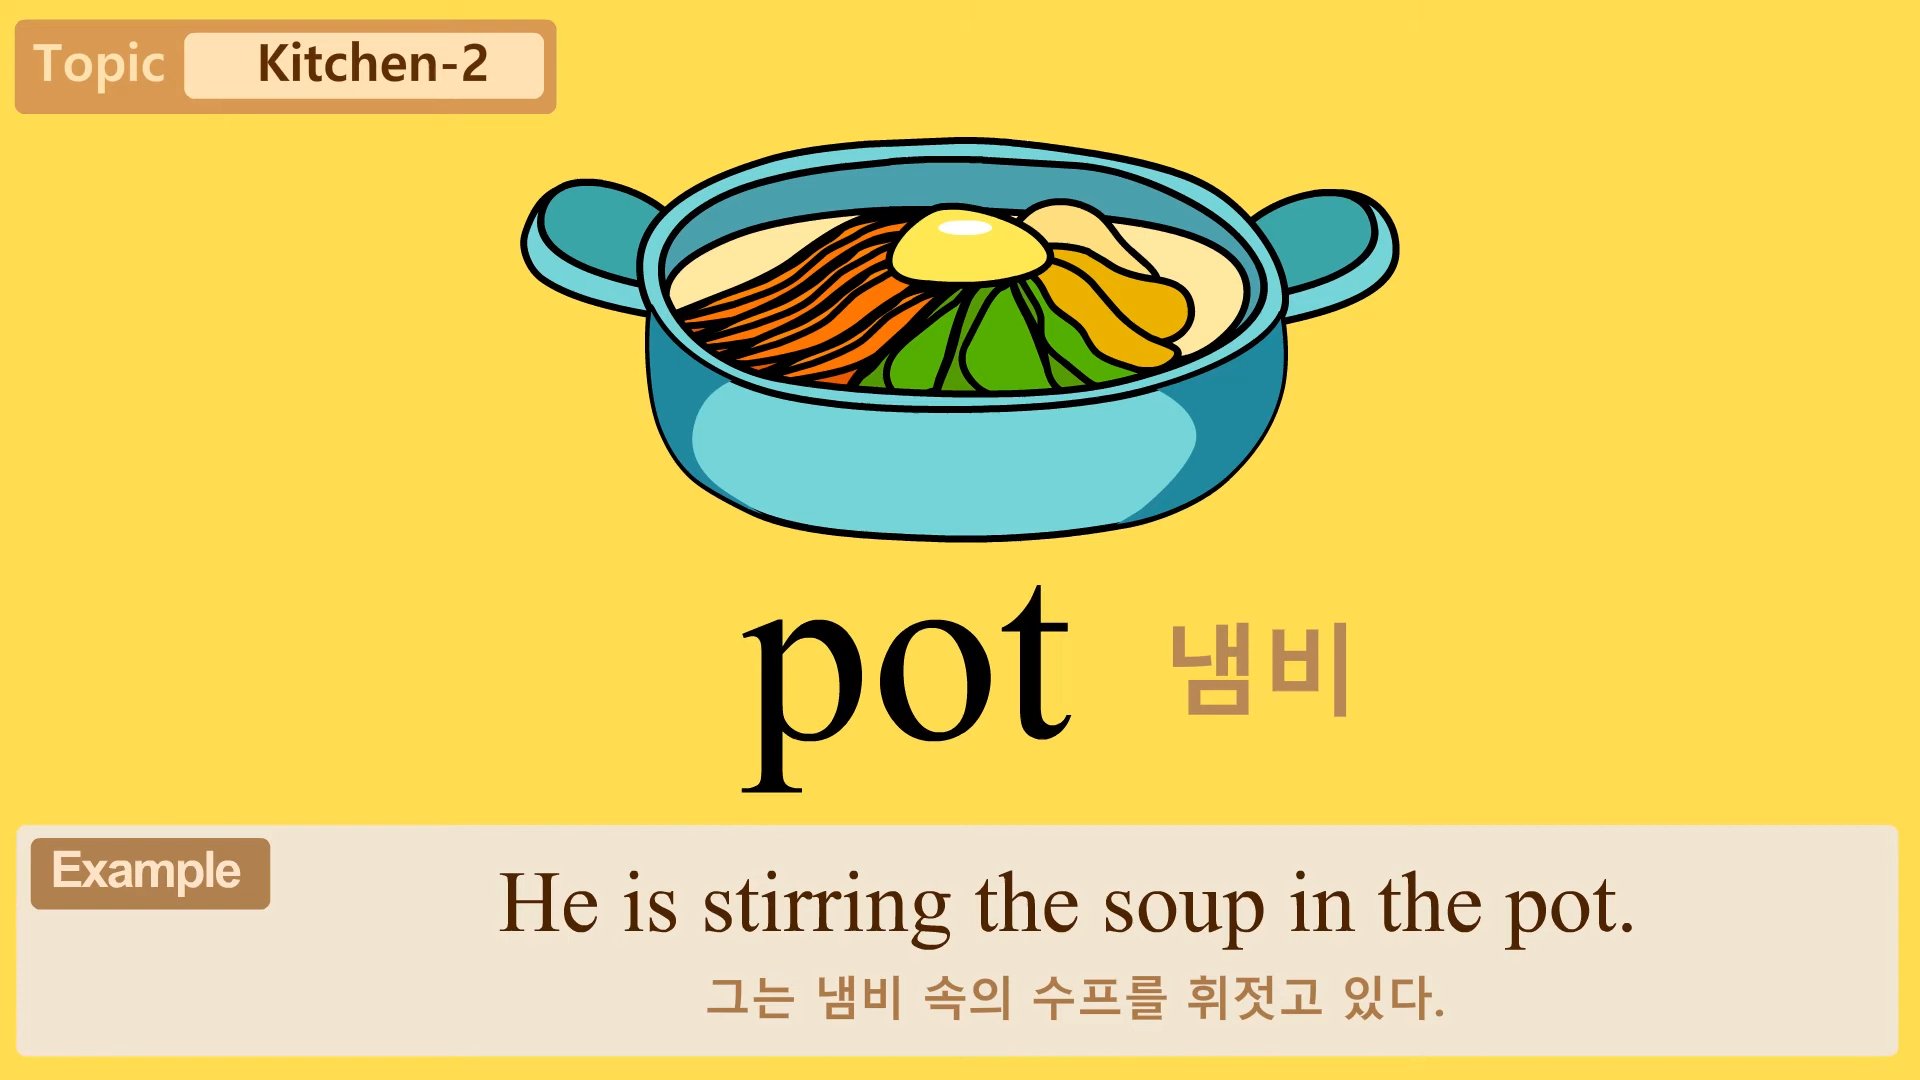 Topic Kitchen-2
pot 냄비
Example
He is stirring the soup in the pot.
그는 냄비 속의 수프를 휘젓고 있다.